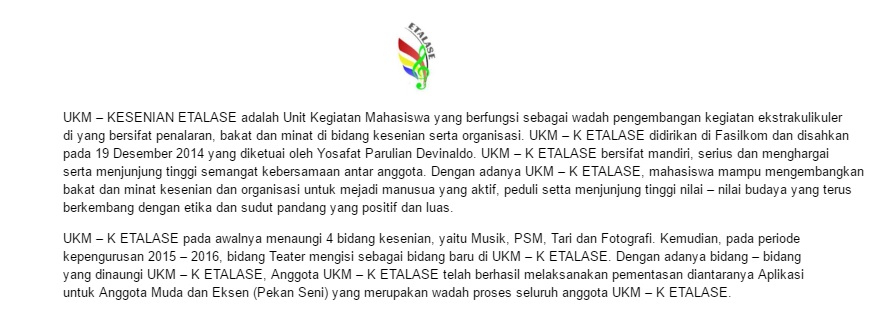 ETALASE
UKM – KESENIAN ETALASE adalah Unit Kegiatan Mahasiswa yang berfungsi sebagai wadah pengembangan kegiatan ekstrakulikuler
di yang bersifat penalaran, bakat dan minat di bidang kesenian serta organisasi. UKM – K ETALASE didirikan di Fasilkom dan disahkan
pada 19 Desember 2014 yang diketuai oleh Yosafat Parulian Devinaldo. UKM – K ETALASE bersifat mandiri, serius dan menghargai
serta menjunjung tinggi semangat kebersamaan antar anggota. Dengan adanya UKM – K ETALASE, mahasiswa mampu mengembangkan
bakat dan minat kesenian dan organisasi untuk mejadi manusua yang aktif, peduli setta menjunjung tinggi nilai – nilai budaya yang terus
berkembang dengan etika dan sudut pandang yang positif dan luas.
UKM – K ETALASE pada awalnya menaungi 4 bidang kesenian, yaitu Musik, PSM, Tari dan Fotografi. Kemudian, pada periode
kepengurusan 2015 – 2016, bidang Teater mengisi sebagai bidang baru di UKM – K ETALASE. Dengan adanya bidang – bidang
yang dinaungi UKM – K ETALASE, Anggota UKM – K ETALASE telah berhasil melaksanakan pementasan diantaranya Aplikasi
untuk Anggota Muda dan Eksen (Pekan Seni) yang merupakan wadah proses seluruh anggota UKM – K ETALASE.